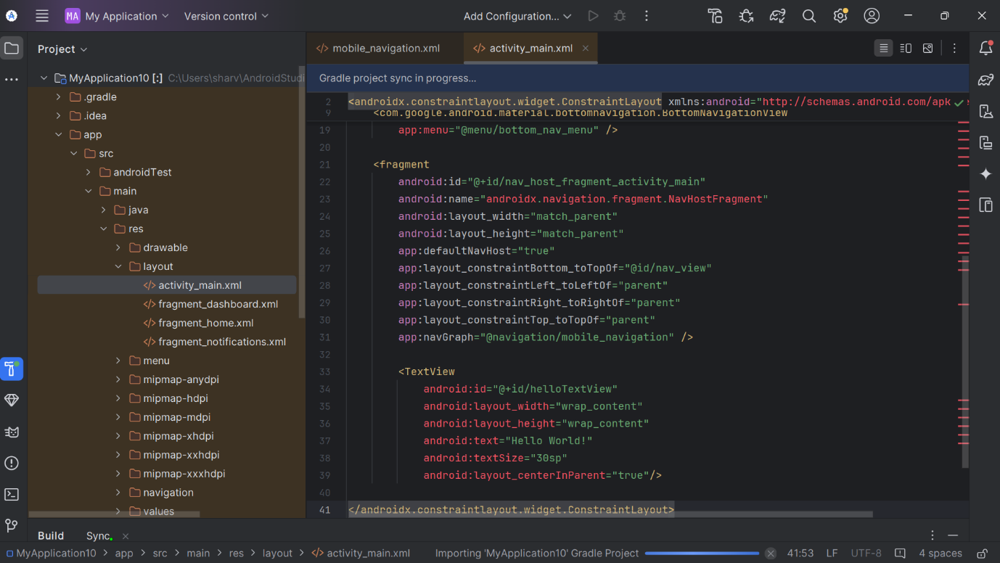 MA My Application Version control Add Configuration...
Project
mobile_navigation.xml activity_main.xml
Gradle project sync in progress...
MyApplication10 [:] C:\Users\sharv\AndroidStudi
.gradle
.idea
app
src
androidTest
main
java
res
drawable
layout
activity_main.xml
fragment_dashboard.xml
fragment_home.xml
fragment_notifications.xml
menu
mipmap-anydpi
mipmap-hdpi
mipmap-mdpi
mipmap-xhdpi
mipmap-xxhdpi
mipmap-xxxhdpi
navigation
values
2 <androidx.constraintlayout.widget.ConstraintLayout xmlns:android="http://schemas.android.com/apk
9 <com.google.android.material.bottomnavigation.BottomNavigationView
19 app:menu="@menu/bottom_nav_menu" />
20
21 <fragment
22 android:id="@+id/nav_host_fragment_activity_main"
23 android:name="androidx.navigation.fragment.NavHostFragment"
24 android:layout_width="match_parent"
25 android:layout_height="match_parent"
26 app:defaultNavHost="true"
27 app:layout_constraintBottom_toTopOf="@id/nav_view"
28 app:layout_constraintLeft_toLeftOf="parent"
29 app:layout_constraintRight_toRightOf="parent"
30 app:layout_constraintTop_toTopOf="parent"
31 app:navGraph="@navigation/mobile_navigation" />
32
33 <TextView
34 android:id="@+id/helloTextView"
35 android:layout_width="wrap_content"
36 android:layout_height="wrap_content"
37 android:text="Hello World!"
38 android:textSize="30sp"
39 android:layout_centerInParent="true"/>
40
41 </androidx.constraintlayout.widget.ConstraintLayout>
Build Sync
MyApplication10 > app > src > main > res > layout > activity_main.xml Importing 'MyApplication10' Gradle Project 41:53 LF UTF-8 4 spaces